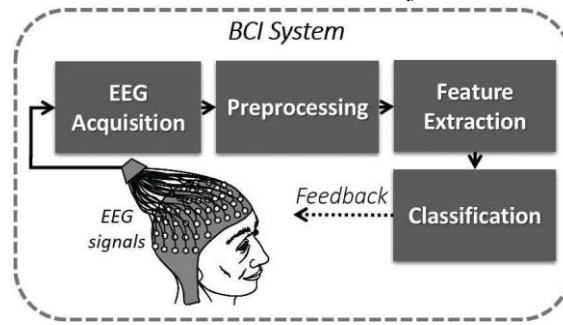 BCI System
EEG
Acquisition
Preprocessing
Feature
Extraction
Classification
Feedback
EEG
signals